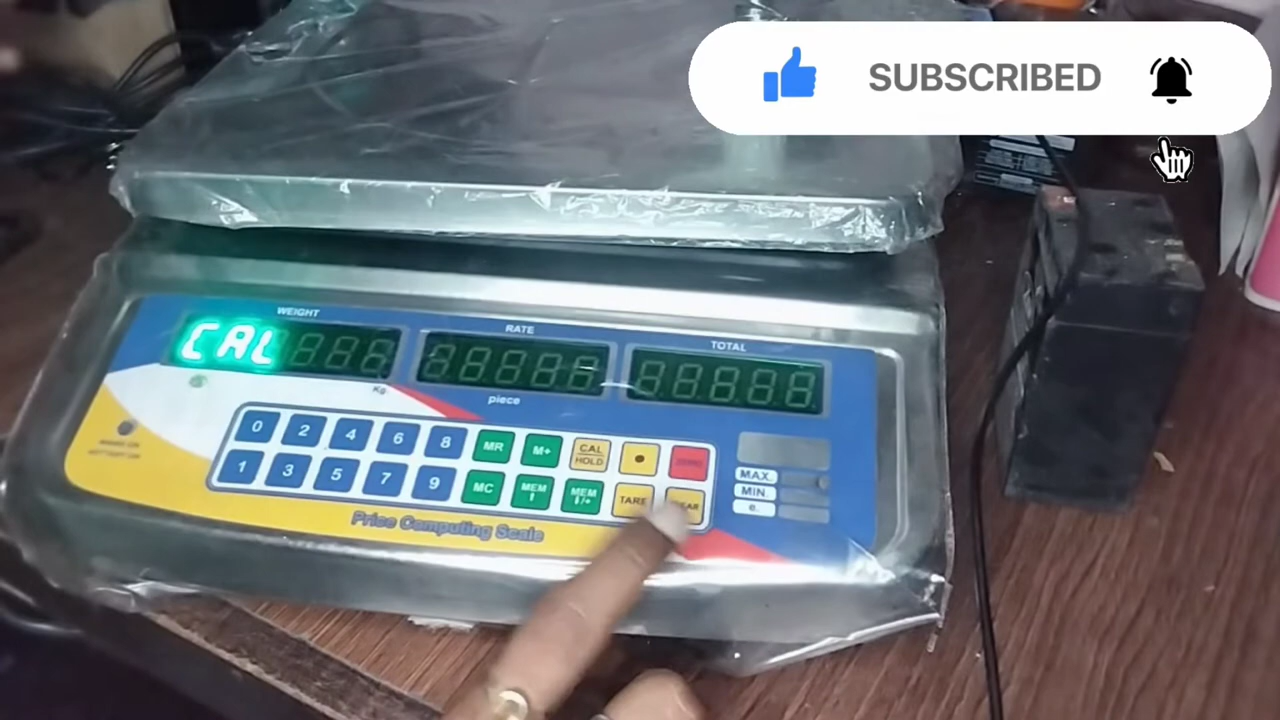 SUBSCRIBED
WEIGHT
RATE
TOTAL
CAL
Kg
piece
0 2 4 6 8 MR M+ CAL HOLD •
1 3 5 7 9 MC MEM MEM TARE
MAX.
MIN.
e.
Price Computing Scale